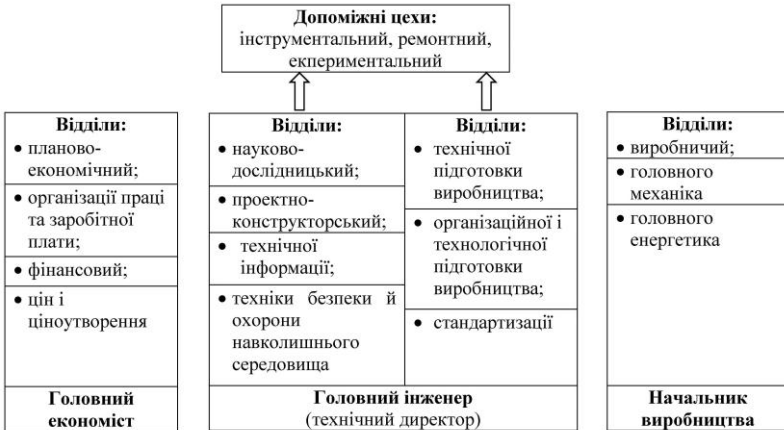 Допоміжні цехи:
інструментальний, ремонтний,
екпериментальний
Відділи:
• планово-
економічний;
• організації праці
та заробітної
плати;
• фінансовий;
• цін і
ціноутворення
Головний
економіст
Відділи:
• науково-
дослідницький;
• проектно-
конструкторський;
• технічної
інформації;
• техніки безпеки й
охорони
навколишнього
середовища
Відділи:
• технічної
підготовки
виробництва;
• організаційної і
технологічної
підготовки
виробництва;
• стандартизації
Головний інженер
(технічний директор)
Відділи:
• виробничий;
• головного
механіка
• головного
енергетика
Начальник
виробництва